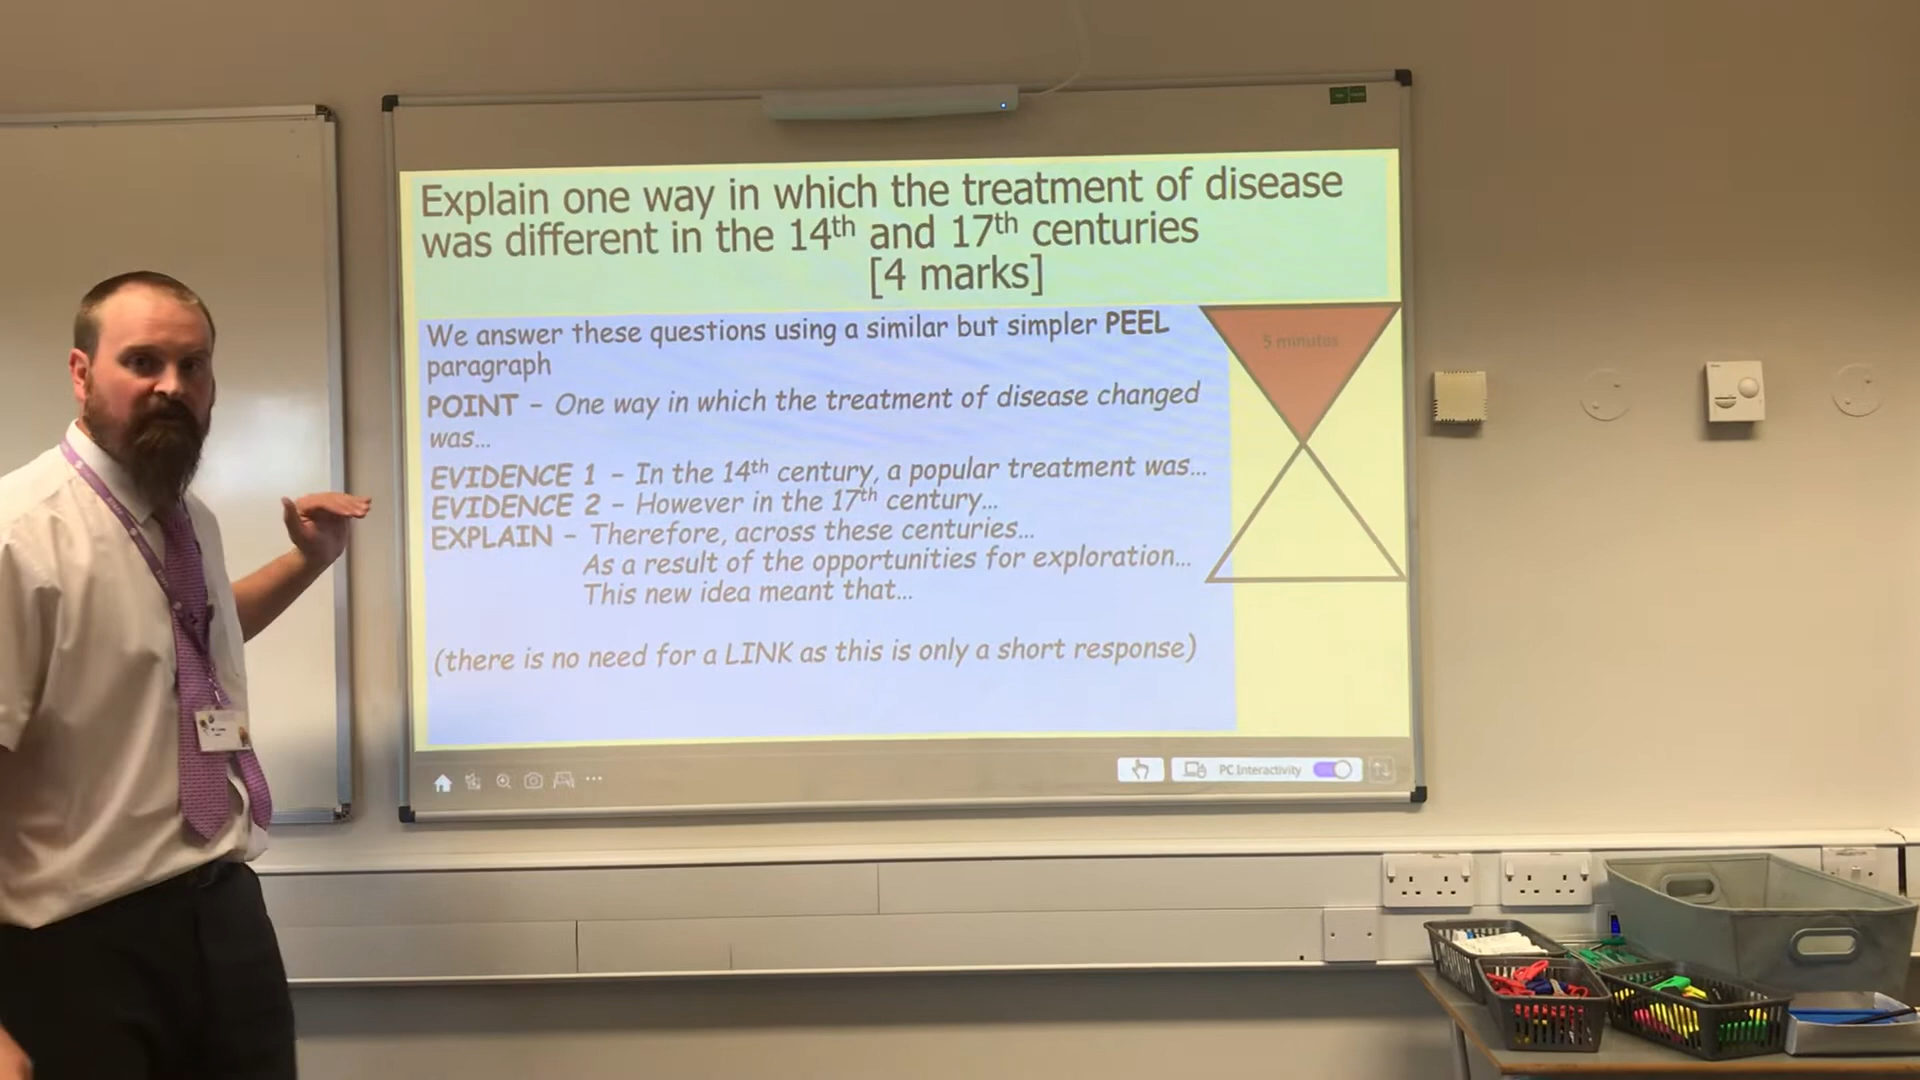 Explain one way in which the treatment of disease
was different in the 14th and 17th centuries
[4 marks]
We answer these questions using a similar but simpler PEEL
paragraph
POINT – One way in which the treatment of disease changed
was...
EVIDENCE 1 – In the 14th century, a popular treatment was...
EVIDENCE 2 – However in the 17th century...
EXPLAIN – Therefore, across these centuries...
As a result of the opportunities for exploration...
This new idea meant that...
(there is no need for a LINK as this is only a short response)
5 minutes
PC Interactivity